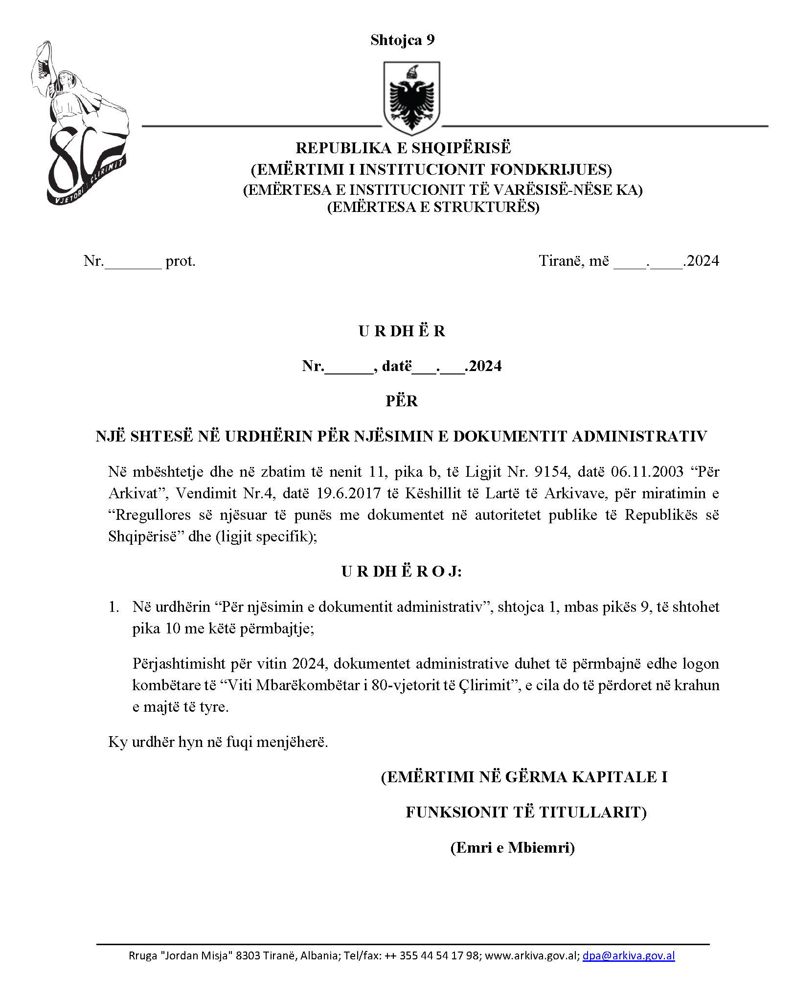 Shtojca 9
80
VJETORI I ÇLIRIMIT
REPUBLIKA E SHQIPËRISË
(EMËRTIMI I INSTITUCIONIT FONDKRIJUES)
(EMËRTESA E INSTITUCIONIT TË VARËSISË-NËSE KA)
(EMËRTESA E STRUKTURËS)
Nr._______ prot. Tiranë, më ____.____.2024
U R DH Ë R
Nr.______, datë___.___.2024
PËR
NJË SHTESË NË URDHËRIN PËR NJËSIMIN E DOKUMENTIT ADMINISTRATIV
Në mbështetje dhe në zbatim të nenit 11, pika b, të Ligjit Nr. 9154, datë 06.11.2003 “Për
Arkivat”, Vendimit Nr.4, datë 19.6.2017 të Këshillit të Lartë të Arkivave, për miratimin e
“Rregullores së njësuar të punës me dokumentet në autoritetet publike të Republikës së
Shqipërisë” dhe (ligjit specifik);
U R DH Ë R O J:
1. Në urdhërin “Për njësimin e dokumentit administrativ”, shtojca 1, mbas pikës 9, të shtohet
pika 10 me këtë përmbajtje;
Përjashtimisht për vitin 2024, dokumentet administrative duhet të përmbajnë edhe logon
kombëtare të “Viti Mbarëkombëtar i 80-vjetorit të Çlirimit”, e cila do të përdoret në krahun
e majtë të tyre.
Ky urdhër hyn në fuqi menjëherë.
(EMËRTIMI NË GËRMA KAPITALE I
FUNKSIONIT TË TITULLARIT)
(Emri e Mbiemri)
Rruga "Jordan Misja" 8303 Tiranë, Albania; Tel/fax: ++ 355 44 54 17 98; www.arkiva.gov.al; dpa@arkiva.gov.al